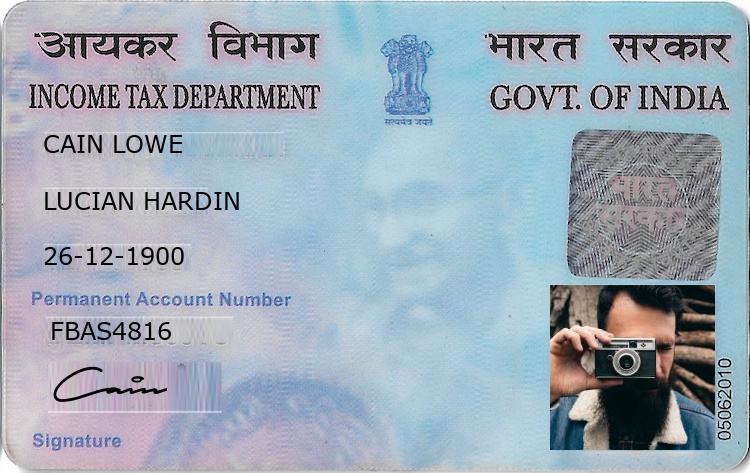 आयकर विभाग
भारत सरकार
INCOME TAX DEPARTMENT
GOVT. OF INDIA
सत्यमेव जयते
CAIN LOWE
भारत
सरकार
LUCIAN HARDIN
26-12-1900
Permanent Account Number
FBAS4816
Cain
05062010
Signature